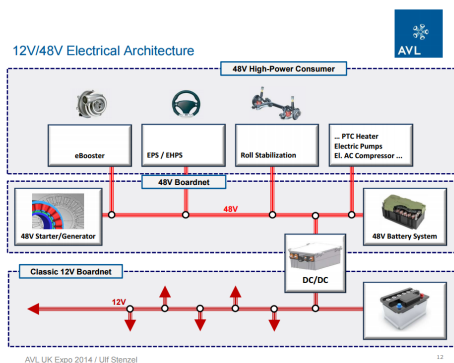 12V/48V Electrical Architecture
AVL
48V High-Power Consumer
eBooster
EPS / EHPS
Roll Stabilization
... PTC Heater
Electric Pumps
El. AC Compressor ...
48V Boardnet
48V
48V Starter/Generator
48V Battery System
DC/DC
Classic 12V Boardnet
12V
AVL UK Expo 2014 / Ulf Stenzel
12